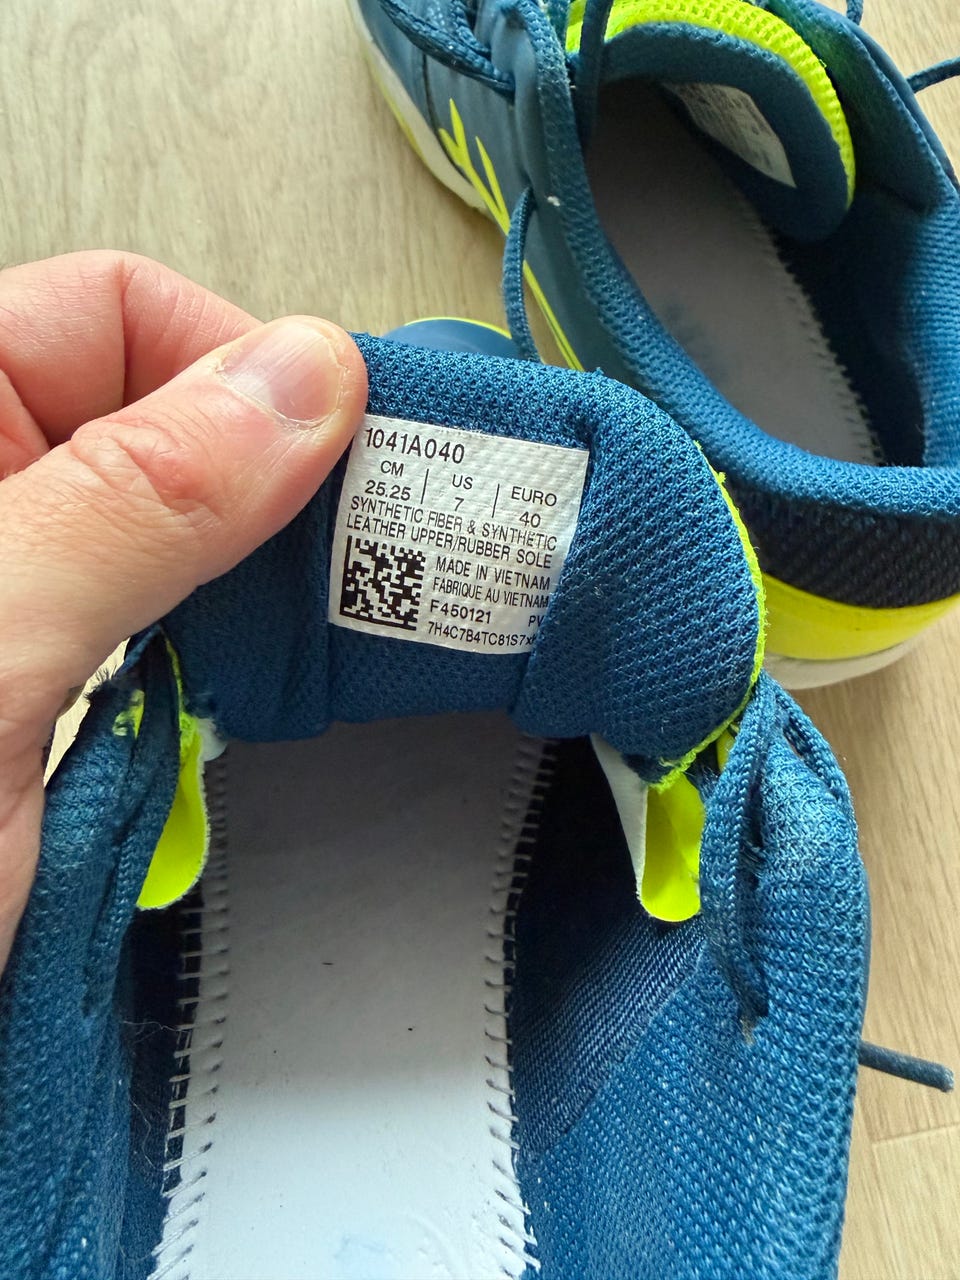 1041A040
CM | US | EURO
25.25 | 7 | 40
SYNTHETIC FIBER & SYNTHETIC
LEATHER UPPER/RUBBER SOLE
MADE IN VIETNAM
FABRIQUE AU VIETNAM
F450121 PV